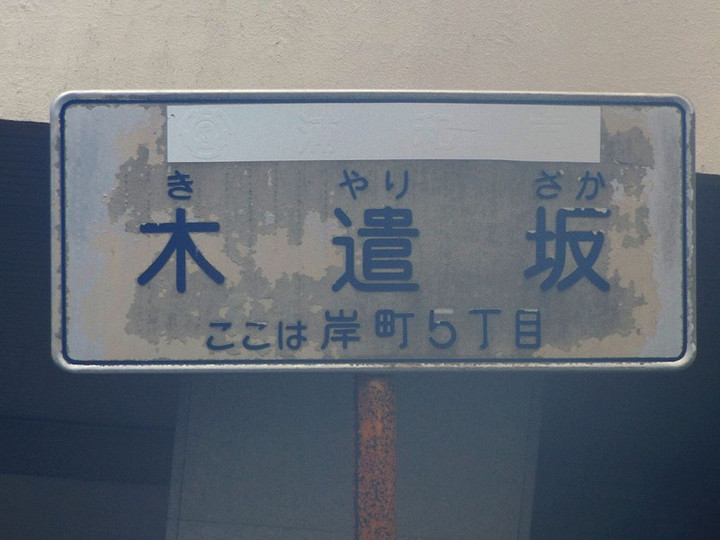 き やり ざか
木遣坂
ここは岸町5丁目